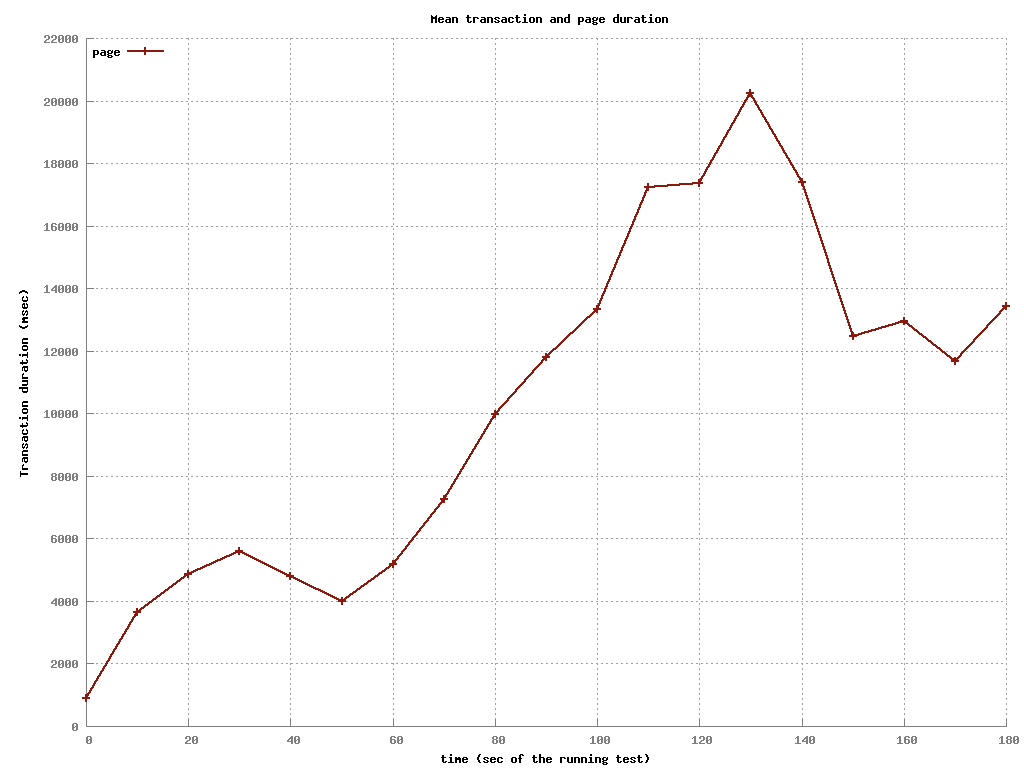 Mean transaction and page duration
22000
page
20000
18000
16000
14000
12000
10000
8000
6000
4000
2000
0
Transaction duration (msec)
0 20 40 60 80 100 120 140 160 180
time (sec of the running test)